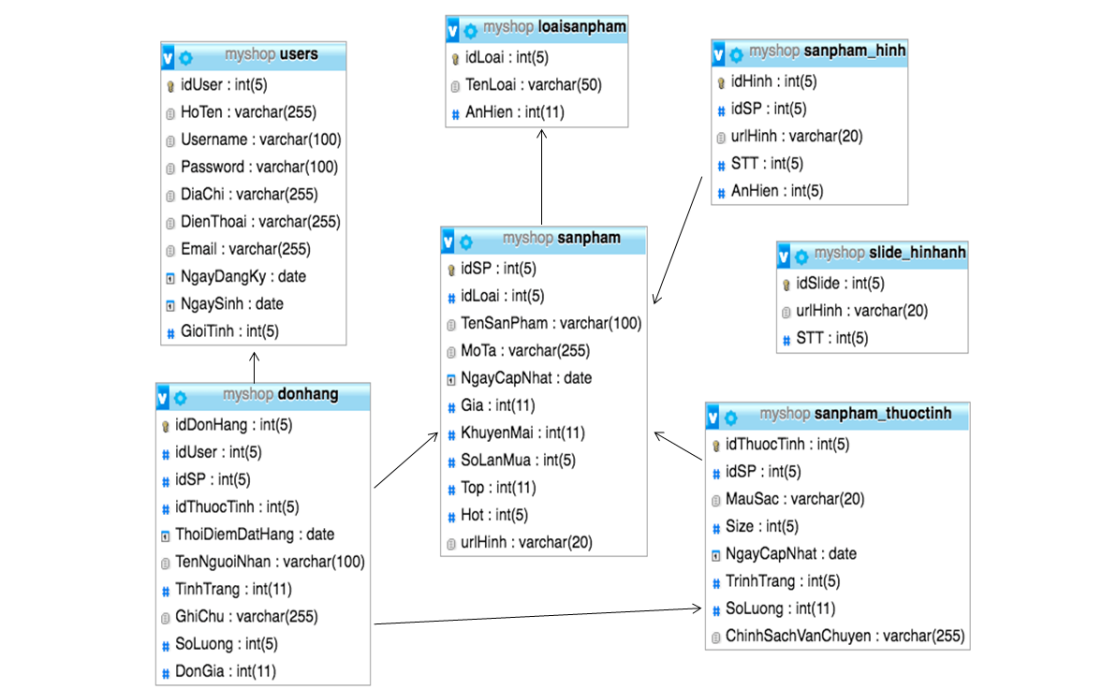 myshop users
idUser : int(5)
HoTen : varchar(255)
Username : varchar(100)
Password : varchar(100)
DiaChi : varchar(255)
DienThoai : varchar(255)
Email : varchar(255)
NgayDangKy : date
NgaySinh : date
GioiTinh : int(5)
myshop donhang
idDonHang : int(5)
idUser : int(5)
idSP : int(5)
idThuocTinh : int(5)
ThoiDiemDatHang : date
TenNguoiNhan : varchar(100)
TinhTrang : int(11)
GhiChu : varchar(255)
SoLuong : int(5)
DonGia : int(11)
myshop loaisanpham
idLoai : int(5)
TenLoai : varchar(50)
AnHien : int(11)
myshop sanpham
idSP : int(5)
idLoai : int(5)
TenSanPham : varchar(100)
MoTa : varchar(255)
NgayCapNhat : date
Gia : int(11)
KhuyenMai : int(11)
SoLanMua : int(5)
Top : int(11)
Hot : int(5)
urlHinh : varchar(20)
myshop sanpham_hinh
idHinh : int(5)
idSP : int(5)
urlHinh : varchar(20)
STT : int(5)
AnHien : int(5)
myshop slide_hinhanh
idSlide : int(5)
urlHinh : varchar(20)
STT : int(5)
myshop sanpham_thuoctinh
idThuocTinh : int(5)
idSP : int(5)
MauSac : varchar(20)
Size : int(5)
NgayCapNhat : date
TrinhTrang : int(5)
SoLuong : int(11)
ChinhSachVanChuyen : varchar(255)